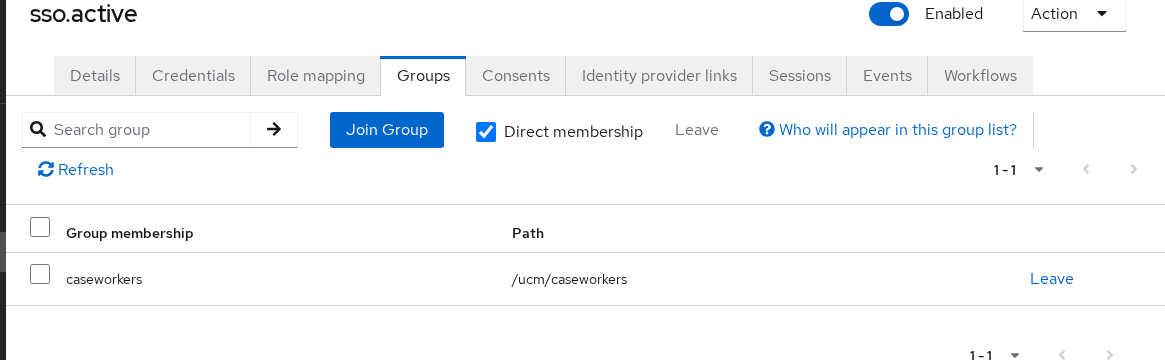 sso.active
Enabled
Action
Details Credentials Role mapping Groups Consents Identity provider links Sessions Events Workflows
Search group Join Group Direct membership Leave Who will appear in this group list?
Refresh
1 - 1
Group membership Path
caseworkers /ucm/caseworkers Leave
1 - 1